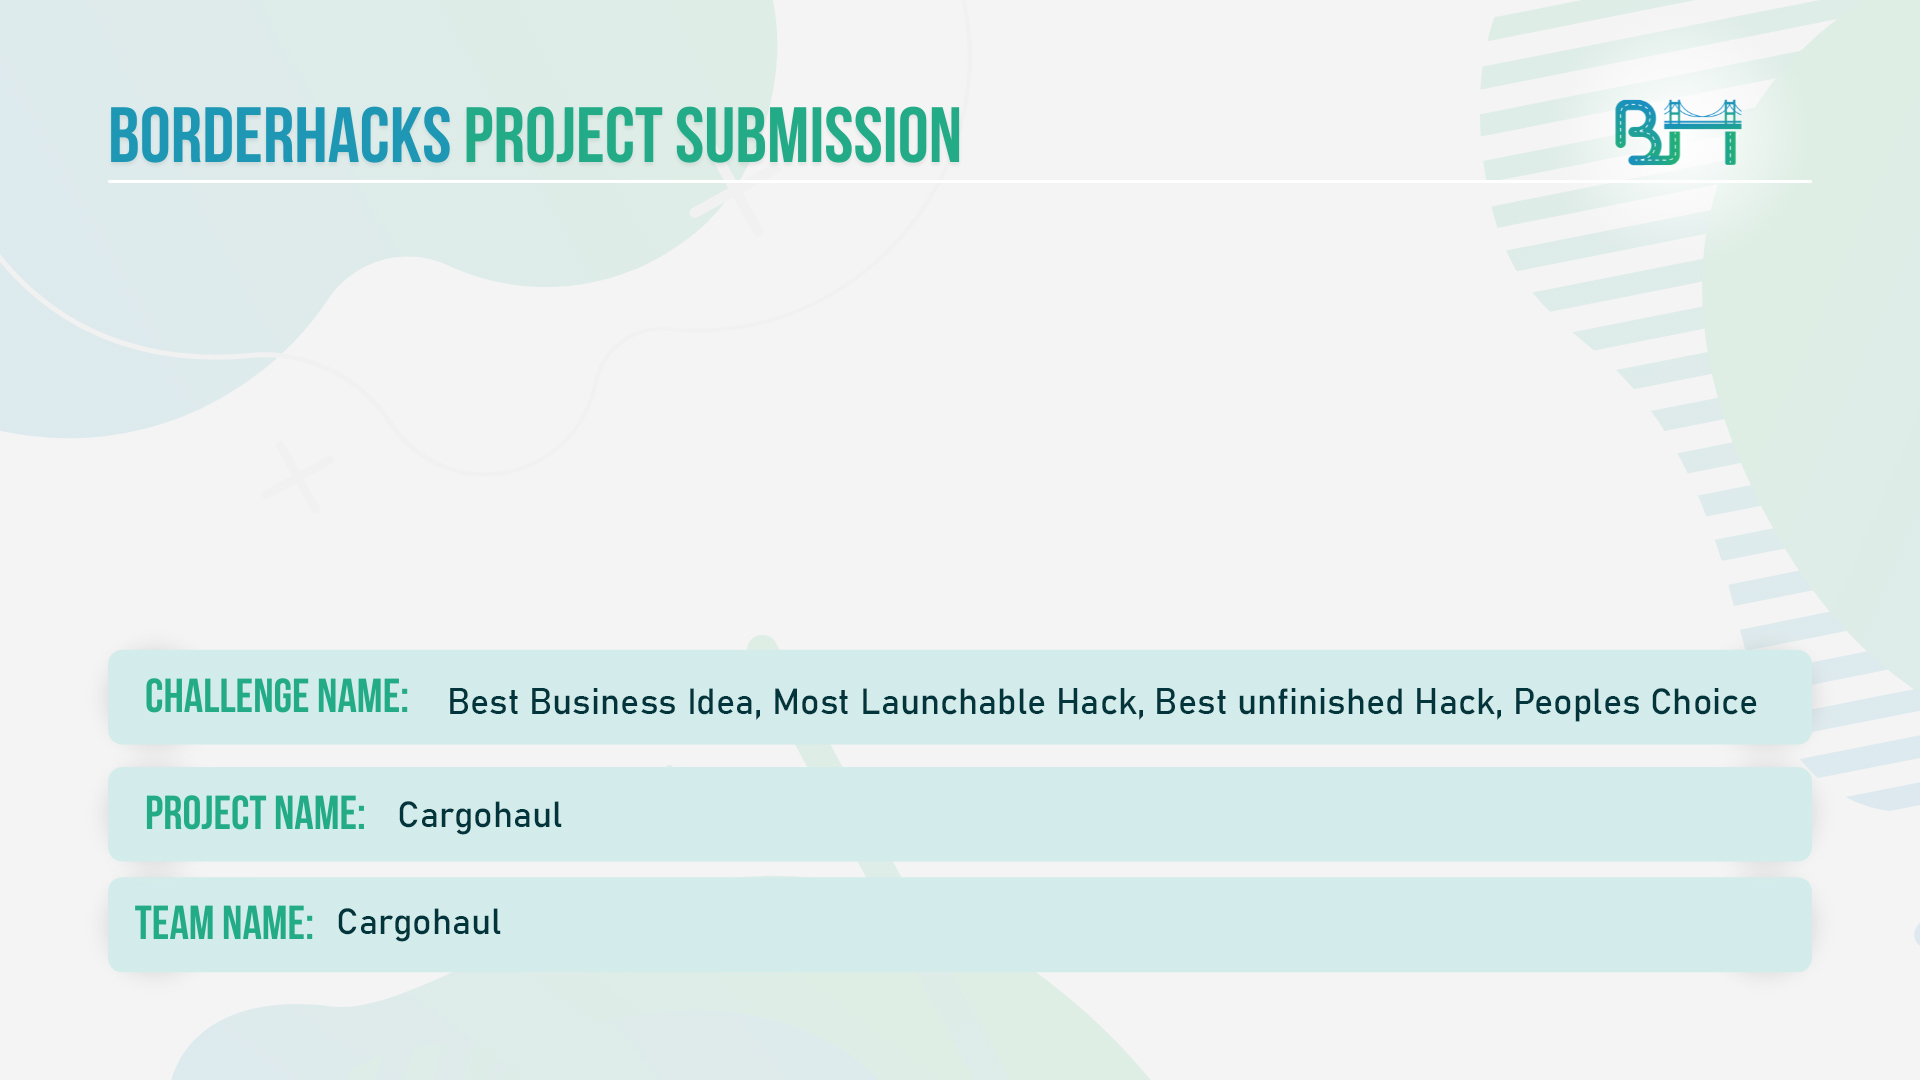 BORDERHACKS PROJECT SUBMISSION
BH
CHALLENGE NAME: Best Business Idea, Most Launchable Hack, Best unfinished Hack, Peoples Choice
PROJECT NAME: Cargohaul
TEAM NAME: Cargohaul